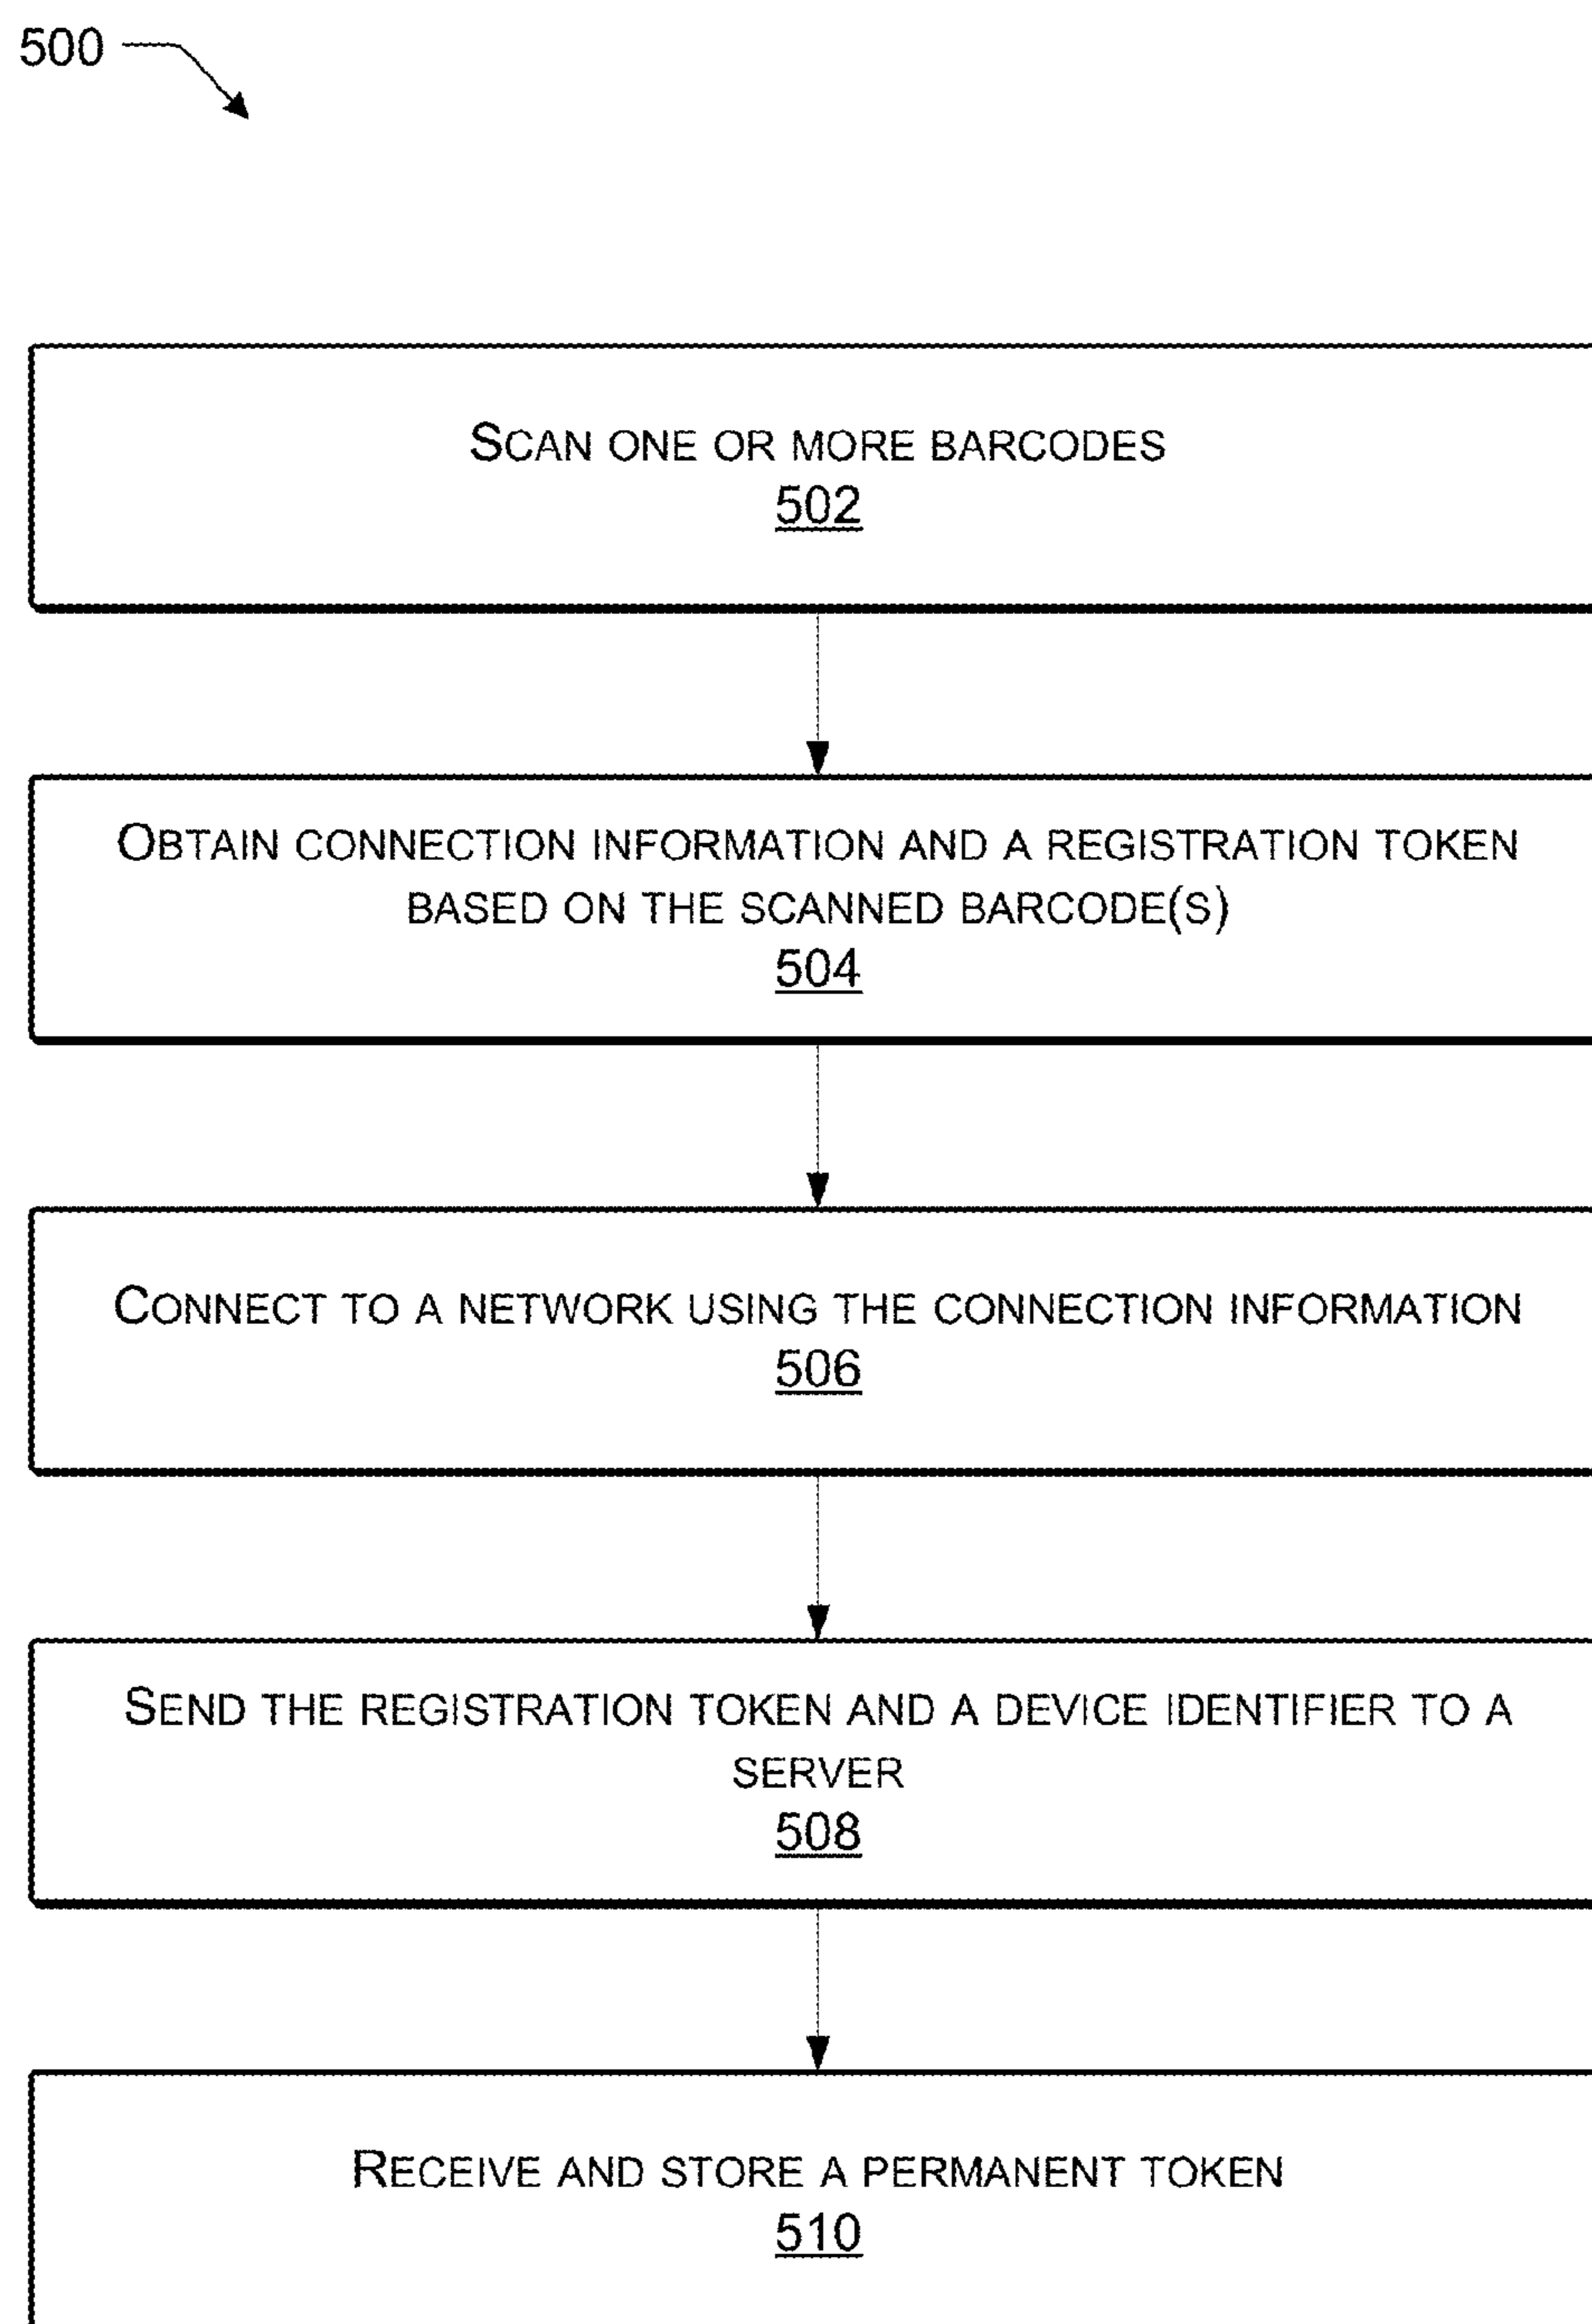 500
SCAN ONE OR MORE BARCODES
502
OBTAIN CONNECTION INFORMATION AND A REGISTRATION TOKEN
BASED ON THE SCANNED BARCODE(S)
504
CONNECT TO A NETWORK USING THE CONNECTION INFORMATION
506
SEND THE REGISTRATION TOKEN AND A DEVICE IDENTIFIER TO A
SERVER
508
RECEIVE AND STORE A PERMANENT TOKEN
510